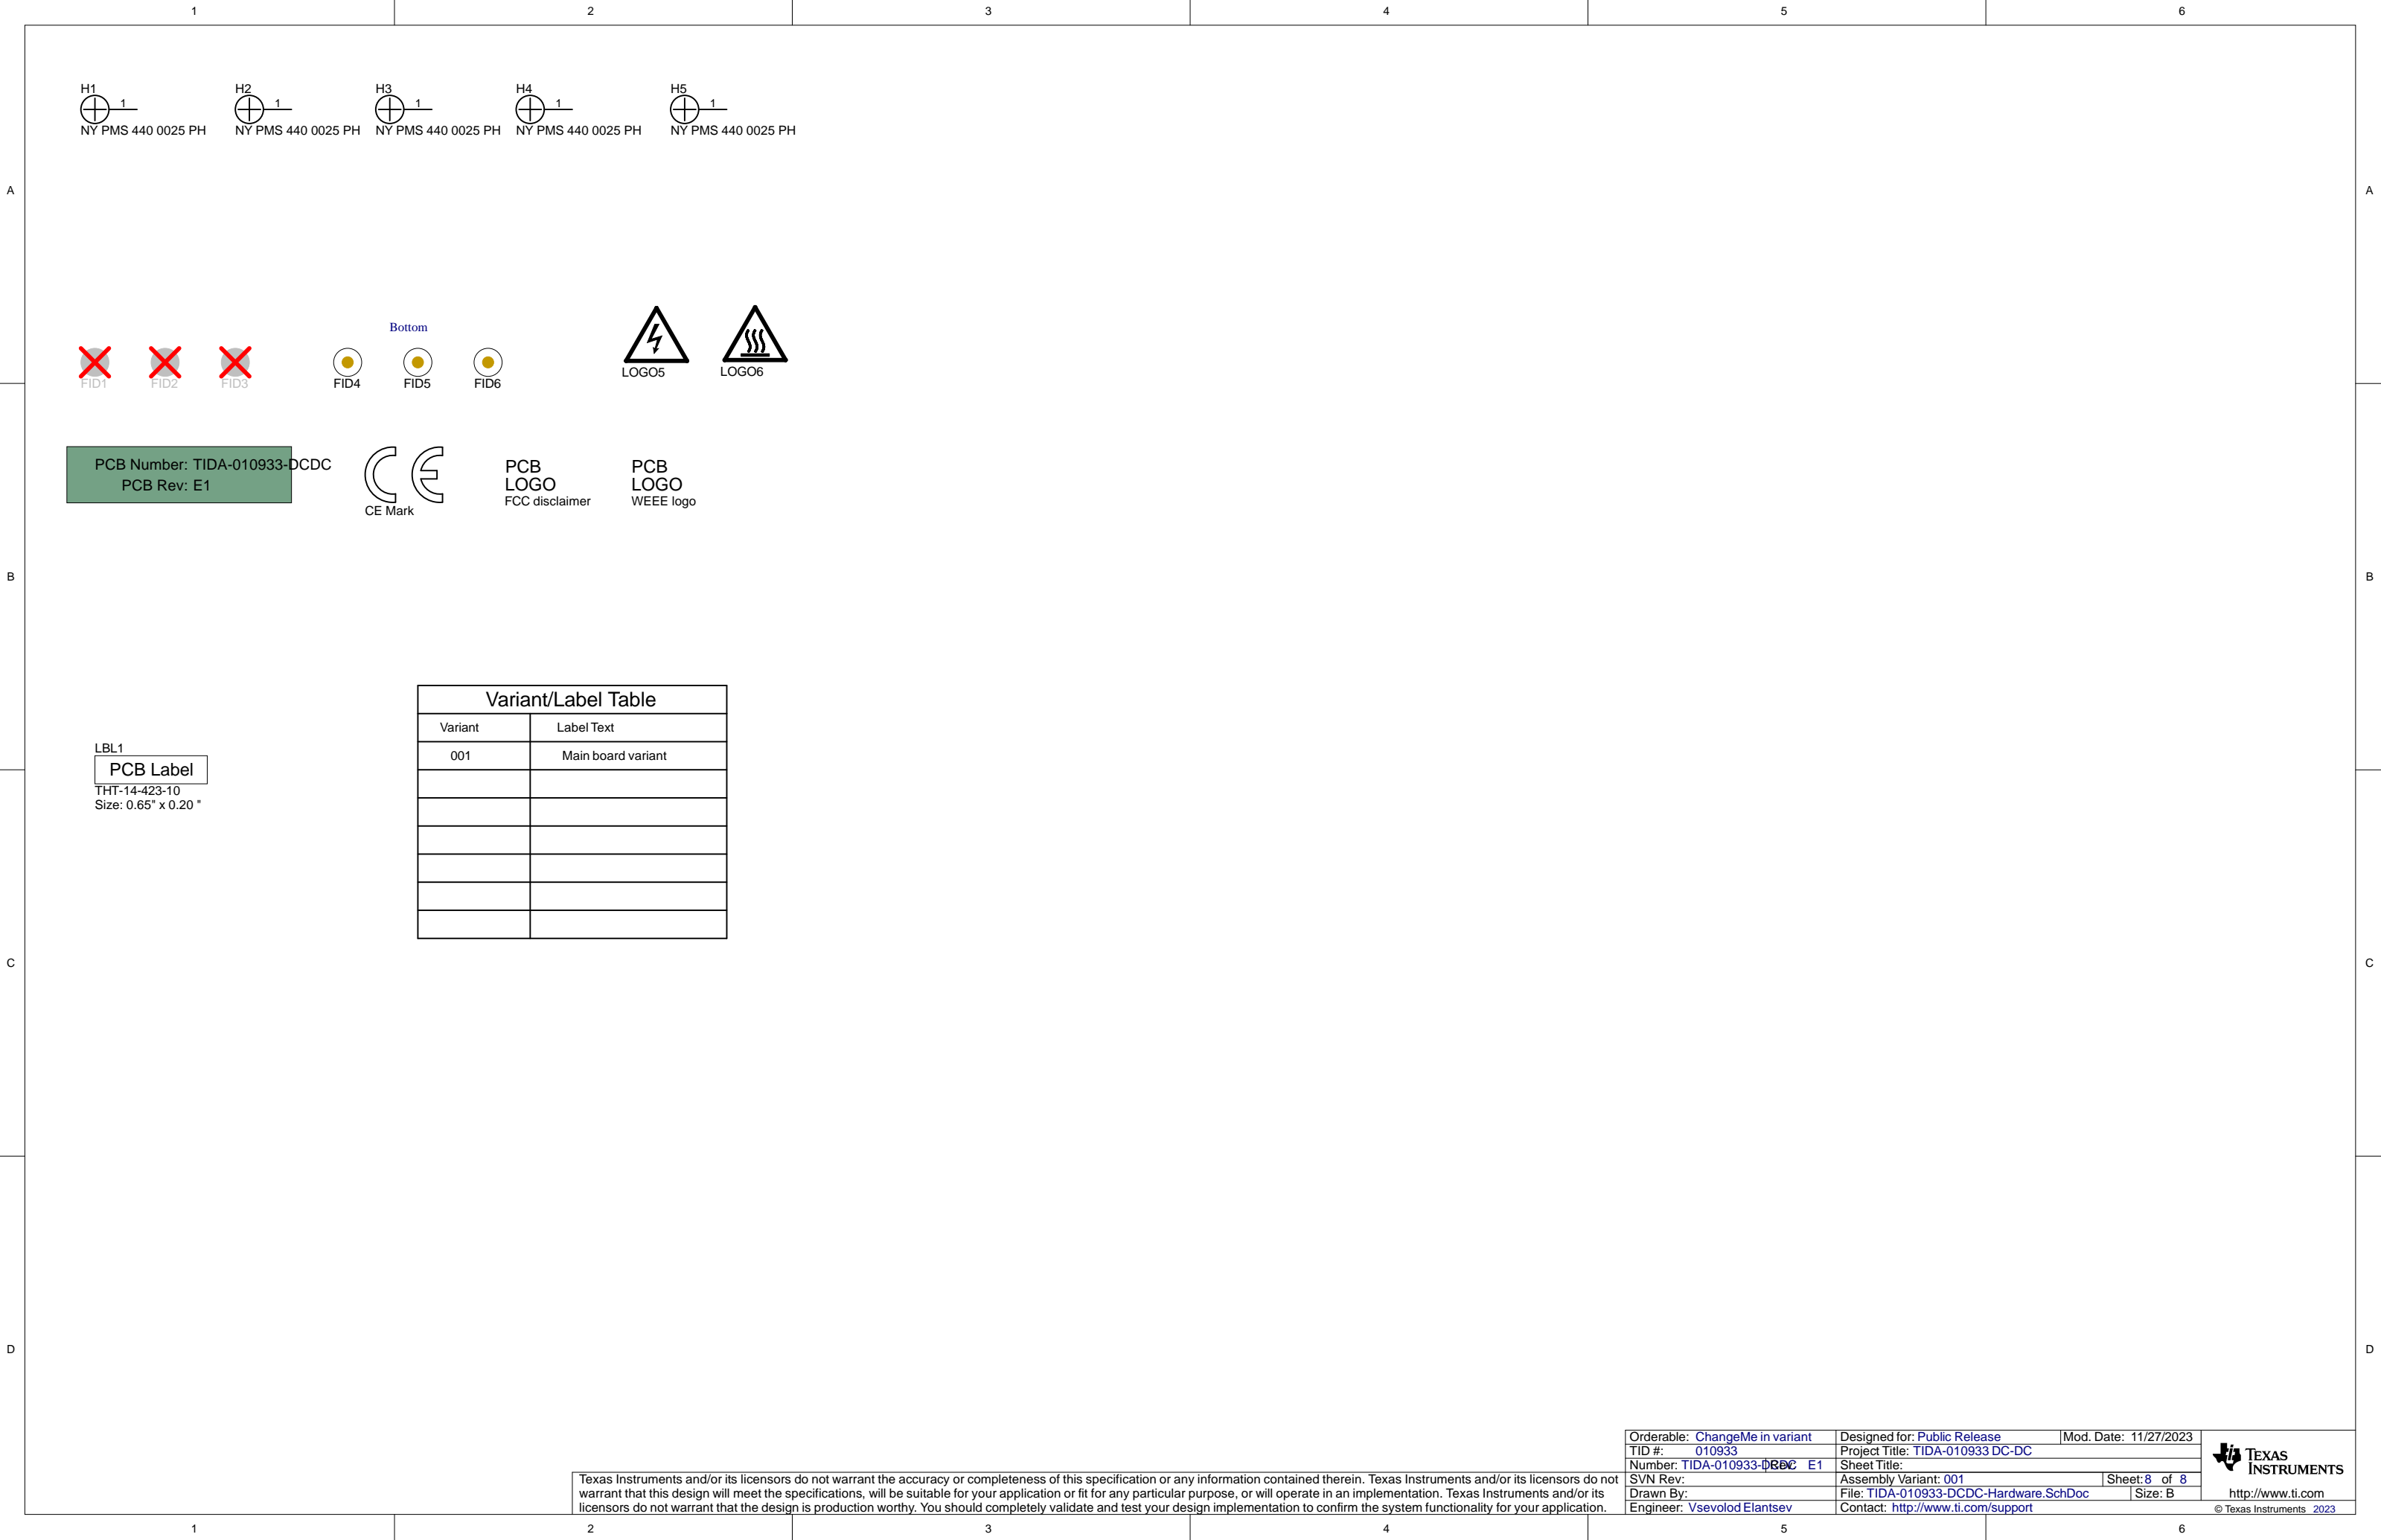 1 2 3 4 5 6
H1 H2 H3 H4 H5
1 1 1 1 1
NY PMS 440 0025 PH NY PMS 440 0025 PH NY PMS 440 0025 PH NY PMS 440 0025 PH NY PMS 440 0025 PH
A A
Bottom
FID1 FID2 FID3 FID4 FID5 FID6 LOGO5 LOGO6
PCB Number: TIDA-010933-DCDC
PCB Rev: E1
CE Mark
PCB
LOGO
FCC disclaimer
PCB
LOGO
WEEE logo
B B
Variant/Label Table
Variant Label Text
001 Main board variant
LBL1
PCB Label
THT-14-423-10
Size: 0.65" x 0.20 "
C C
D D
Texas Instruments and/or its licensors do not warrant the accuracy or completeness of this specification or any information contained therein. Texas Instruments and/or its licensors do not
warrant that this design will meet the specifications, will be suitable for your application or fit for any particular purpose, or will operate in an implementation. Texas Instruments and/or its
licensors do not warrant that the design is production worthy. You should completely validate and test your design implementation to confirm the system functionality for your application.
Orderable: ChangeMe in variant Designed for: Public Release Mod. Date: 11/27/2023
TID #: 010933 Project Title: TIDA-010933 DC-DC
Number: TIDA-010933-DCDC Rev: E1 Sheet Title:
SVN Rev: Assembly Variant: 001 Sheet: 8 of 8
Drawn By: File: TIDA-010933-DCDC-Hardware.SchDoc Size: B
Engineer: Vsevolod Elantsev Contact: http://www.ti.com/support
TEXAS
INSTRUMENTS
http://www.ti.com
© Texas Instruments 2023
1 2 3 4 5 6